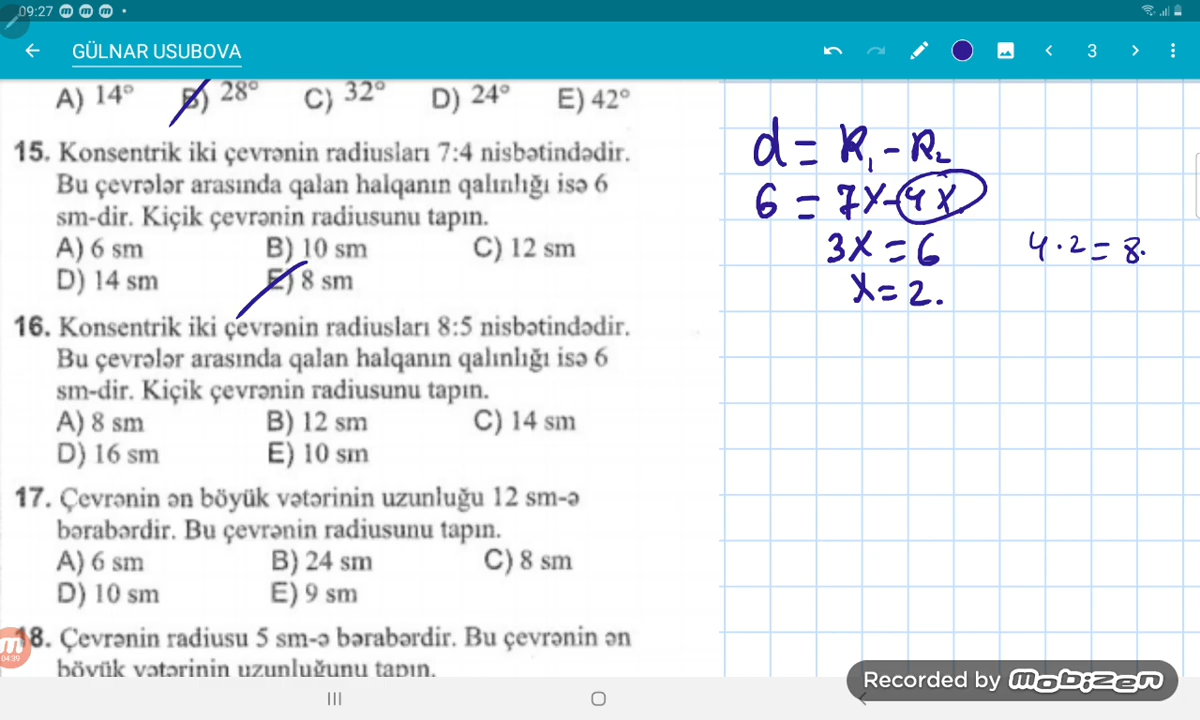 09:27
GÜLNAR USUBOVA
3
A) 14° B) 28° C) 32° D) 24° E) 42°
15. Konsentrik iki çevrənin radiusları 7:4 nisbətindədir.
Bu çevrələr arasında qalan halqanın qalınlığı isə 6
sm-dir. Kiçik çevrənin radiusunu tapın.
A) 6 sm B) 10 sm C) 12 sm
D) 14 sm E) 8 sm
16. Konsentrik iki çevrənin radiusları 8:5 nisbətindədir.
Bu çevrələr arasında qalan halqanın qalınlığı isə 6
sm-dir. Kiçik çevrənin radiusunu tapın.
A) 8 sm B) 12 sm C) 14 sm
D) 16 sm E) 10 sm
17. Çevrənin ən böyük vətərinin uzunluğu 12 sm-ə
bərabərdir. Bu çevrənin radiusunu tapın.
A) 6 sm B) 24 sm C) 8 sm
D) 10 sm E) 9 sm
18. Çevrənin radiusu 5 sm-ə bərabərdir. Bu çevrənin ən
böyük vətərinin uzunluğunu tapın.
d = R₁ - R₂
6 = 7x-4x
3x = 6
x = 2.
4 · 2 = 8.
04:39
Recorded by mobizen